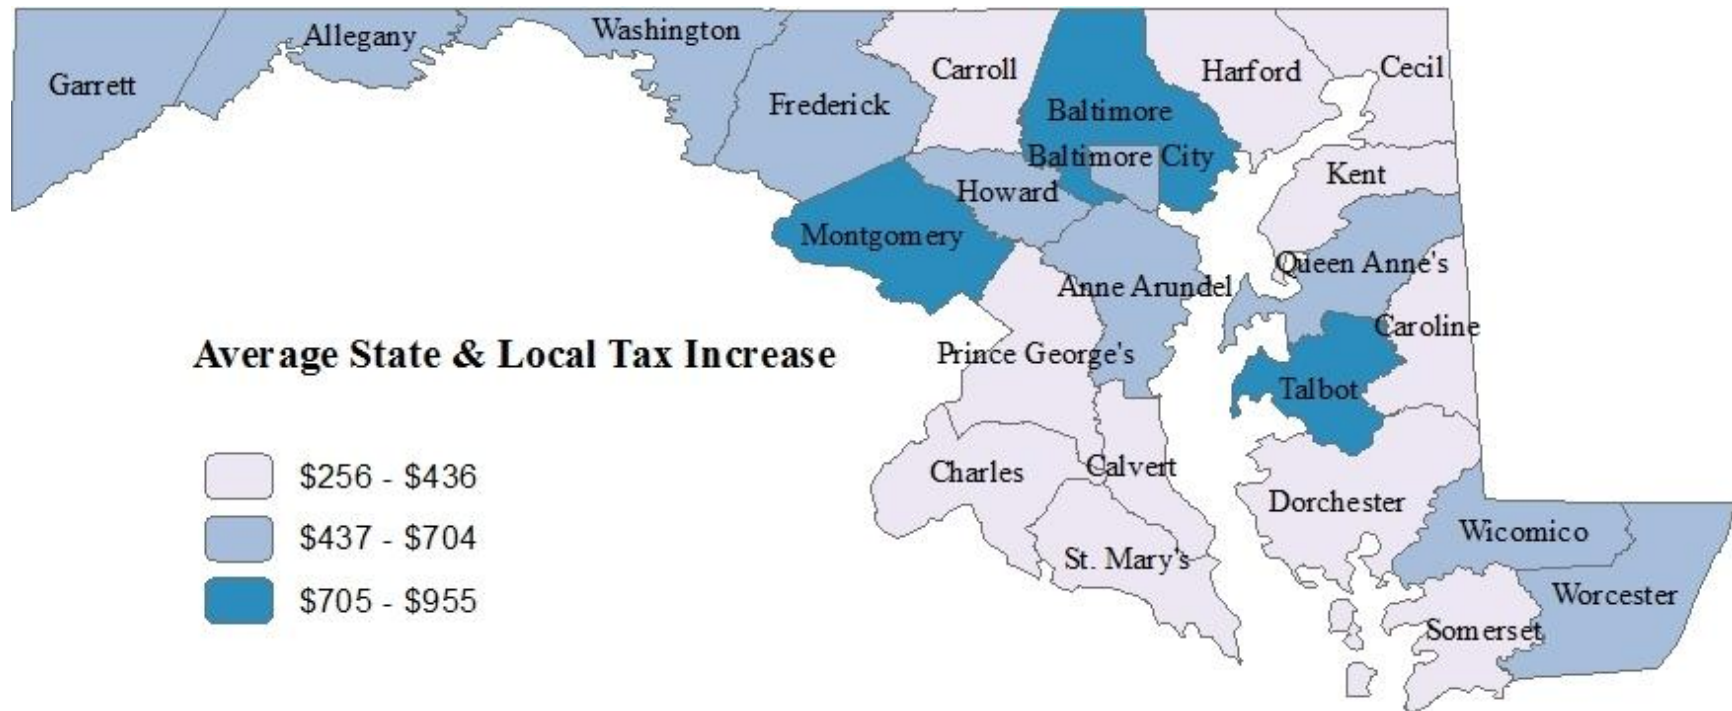 Garrett
Allegany
Washington
Frederick
Carroll
Baltimore
Harford
Cecil
Baltimore City
Howard
Kent
Montgomery
Queen Anne's
Anne Arundel
Caroline
Prince George's
Talbot
Average State & Local Tax Increase
$256 - $436
$437 - $704
$705 - $955
Charles
Calvert
Dorchester
St. Mary's
Wicomico
Worcester
Somerset